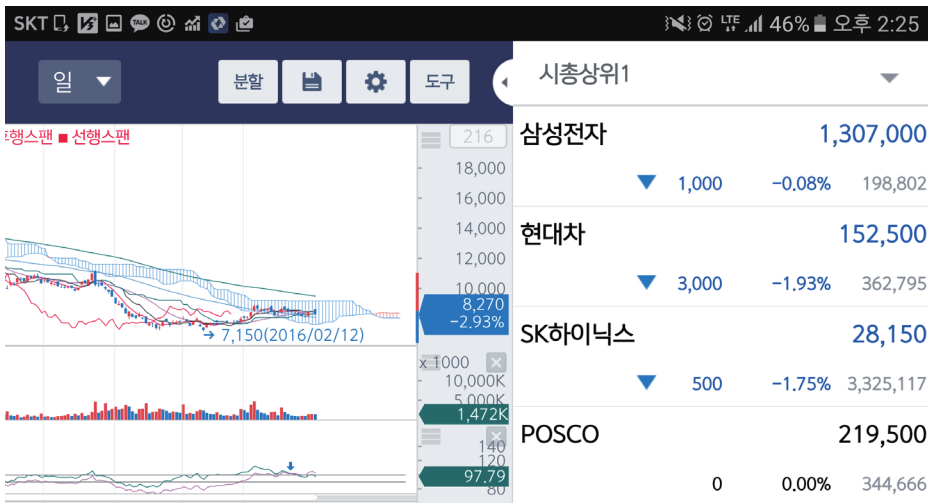 SKT TALK LTE 46% 오후 2:25
일 분할 도구
시총상위1
행스팬 선행스팬
216
18,000
16,000
14,000
12,000
10,000
8,270
-2.93%
7,150(2016/02/12)
x 1000
10,000K
5,000K
1,472K
140
120
97.79
80
삼성전자 1,307,000
▼ 1,000 -0.08% 198,802
현대차 152,500
▼ 3,000 -1.93% 362,795
SK하이닉스 28,150
▼ 500 -1.75% 3,325,117
POSCO 219,500
0 0.00% 344,666